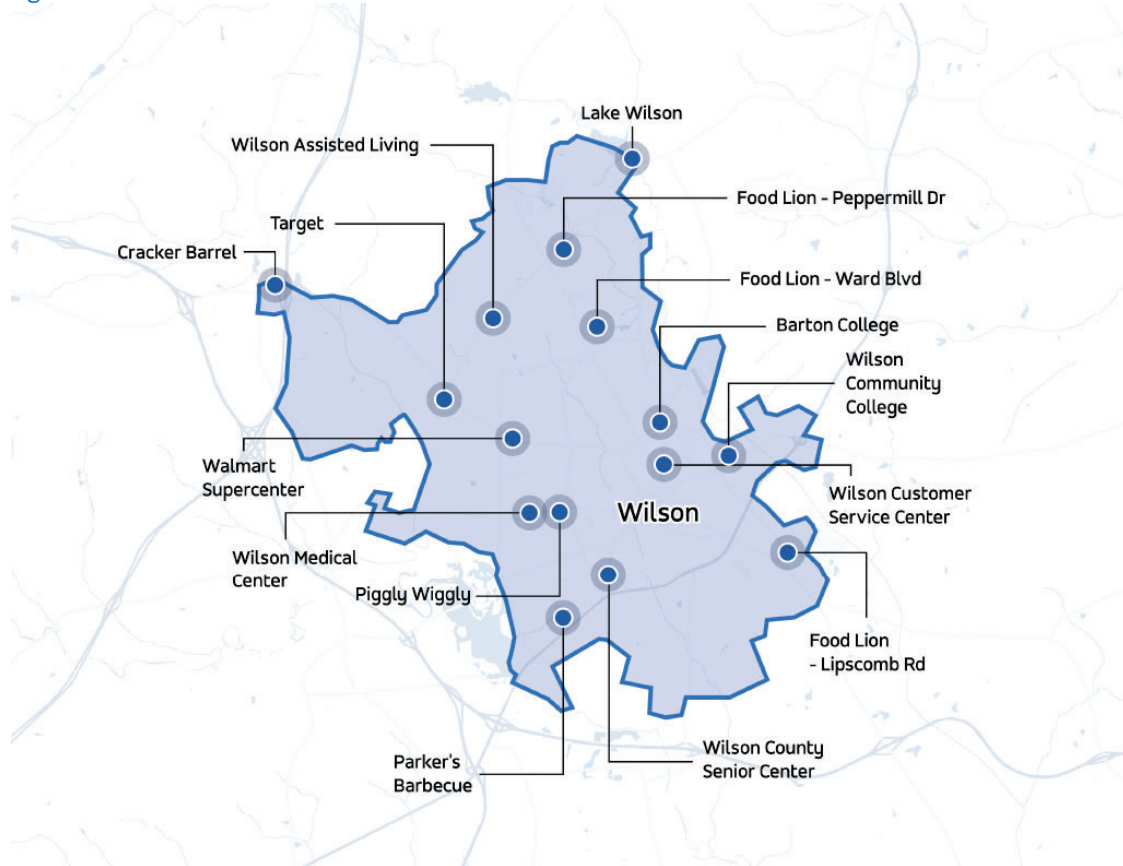 Lake Wilson
Wilson Assisted Living
Food Lion - Peppermill Dr
Target
Cracker Barrel
Food Lion - Ward Blvd
Barton College
Wilson
Community
College
Walmart
Supercenter
Wilson Customer
Service Center
Wilson
Wilson Medical
Center
Piggly Wiggly
Food Lion
- Lipscomb Rd
Parker's
Barbecue
Wilson County
Senior Center